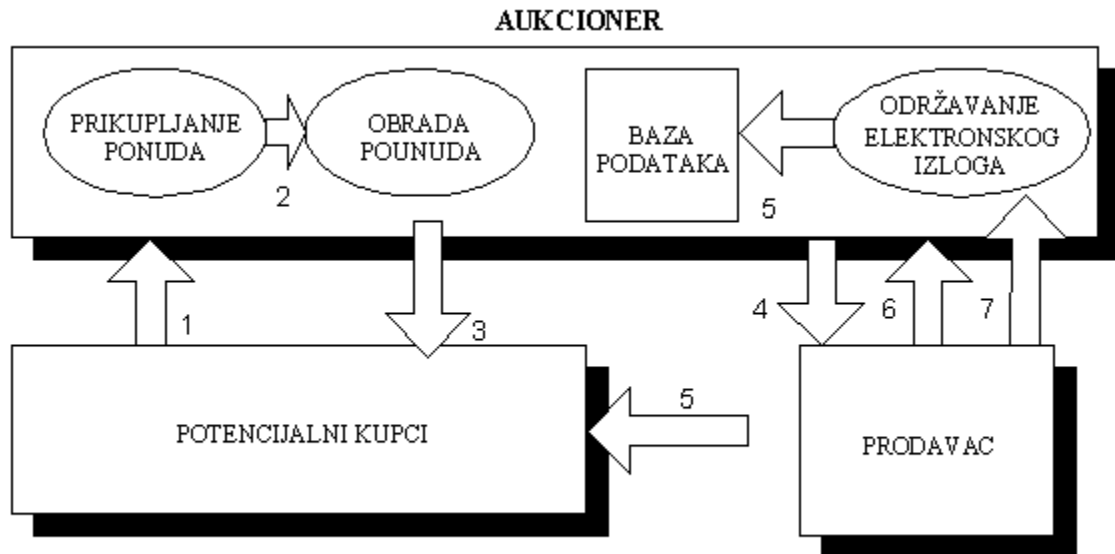 AUKCIONER
PRIKUPLJANJE
PONUDA
2
OBRADA
POUNUDA
BAZA
PODATAKA
5
ODRŽAVANJE
ELEKTRONSKOG
IZLOGA
1
3
4
6
7
POTENCIJALNI KUPCI
5
PRODAVAC